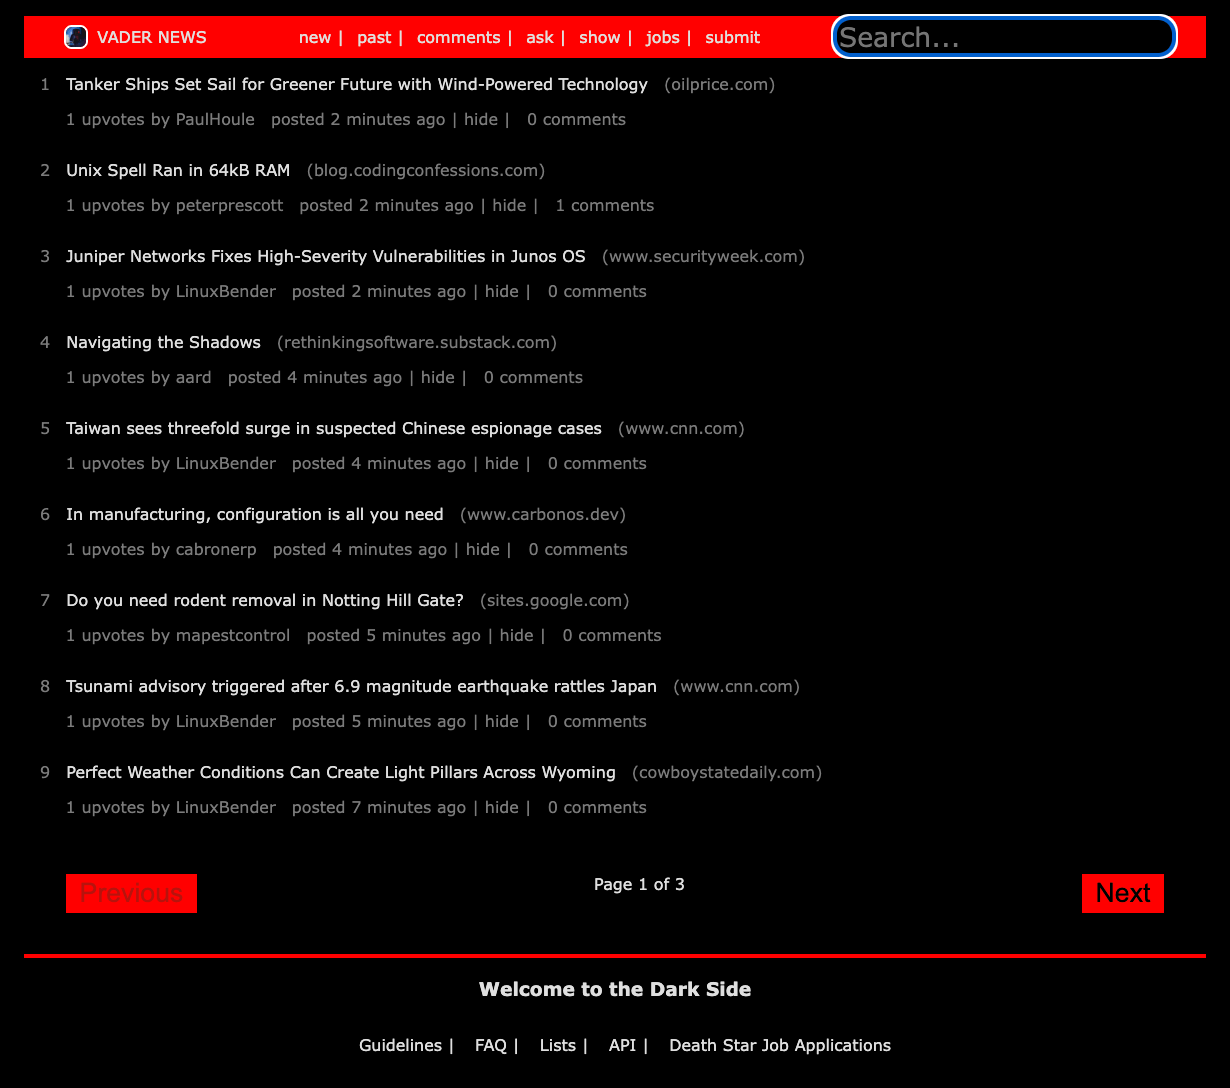 VADER NEWS new | past | comments | ask | show | jobs | submit Search...
1 Tanker Ships Set Sail for Greener Future with Wind-Powered Technology (oilprice.com)
1 upvotes by PaulHoule posted 2 minutes ago | hide | 0 comments
2 Unix Spell Ran in 64kB RAM (blog.codingconfessions.com)
1 upvotes by peterprescott posted 2 minutes ago | hide | 1 comments
3 Juniper Networks Fixes High-Severity Vulnerabilities in Junos OS (www.securityweek.com)
1 upvotes by LinuxBender posted 2 minutes ago | hide | 0 comments
4 Navigating the Shadows (rethinkingsoftware.substack.com)
1 upvotes by aard posted 4 minutes ago | hide | 0 comments
5 Taiwan sees threefold surge in suspected Chinese espionage cases (www.cnn.com)
1 upvotes by LinuxBender posted 4 minutes ago | hide | 0 comments
6 In manufacturing, configuration is all you need (www.carbonos.dev)
1 upvotes by cabronerp posted 4 minutes ago | hide | 0 comments
7 Do you need rodent removal in Notting Hill Gate? (sites.google.com)
1 upvotes by mapestcontrol posted 5 minutes ago | hide | 0 comments
8 Tsunami advisory triggered after 6.9 magnitude earthquake rattles Japan (www.cnn.com)
1 upvotes by LinuxBender posted 5 minutes ago | hide | 0 comments
9 Perfect Weather Conditions Can Create Light Pillars Across Wyoming (cowboystatedaily.com)
1 upvotes by LinuxBender posted 7 minutes ago | hide | 0 comments
Previous Page 1 of 3 Next
Welcome to the Dark Side
Guidelines | FAQ | Lists | API | Death Star Job Applications